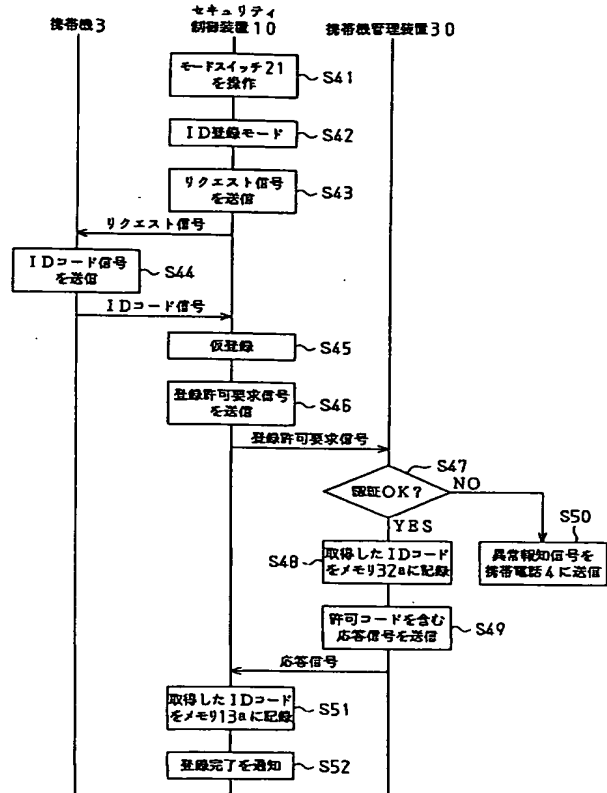 携帯機3
セキュリティ
制御装置10
携帯機管理装置30
モードスイッチ21
を操作
S41
ID登録モード
S42
リクエスト信号
を送信
S43
リクエスト信号
IDコード信号
を送信
S44
IDコード信号
仮登録
S45
登録許可要求信号
を送信
S46
登録許可要求信号
S47
認証OK?
NO
YES
S50
異常報知信号を
携帯電話4に送信
S48
取得したIDコード
をメモリ32aに記録
許可コードを含む
応答信号を送信
S49
応答信号
取得したIDコード
をメモリ13aに記録
S51
登録完了を通知
S52